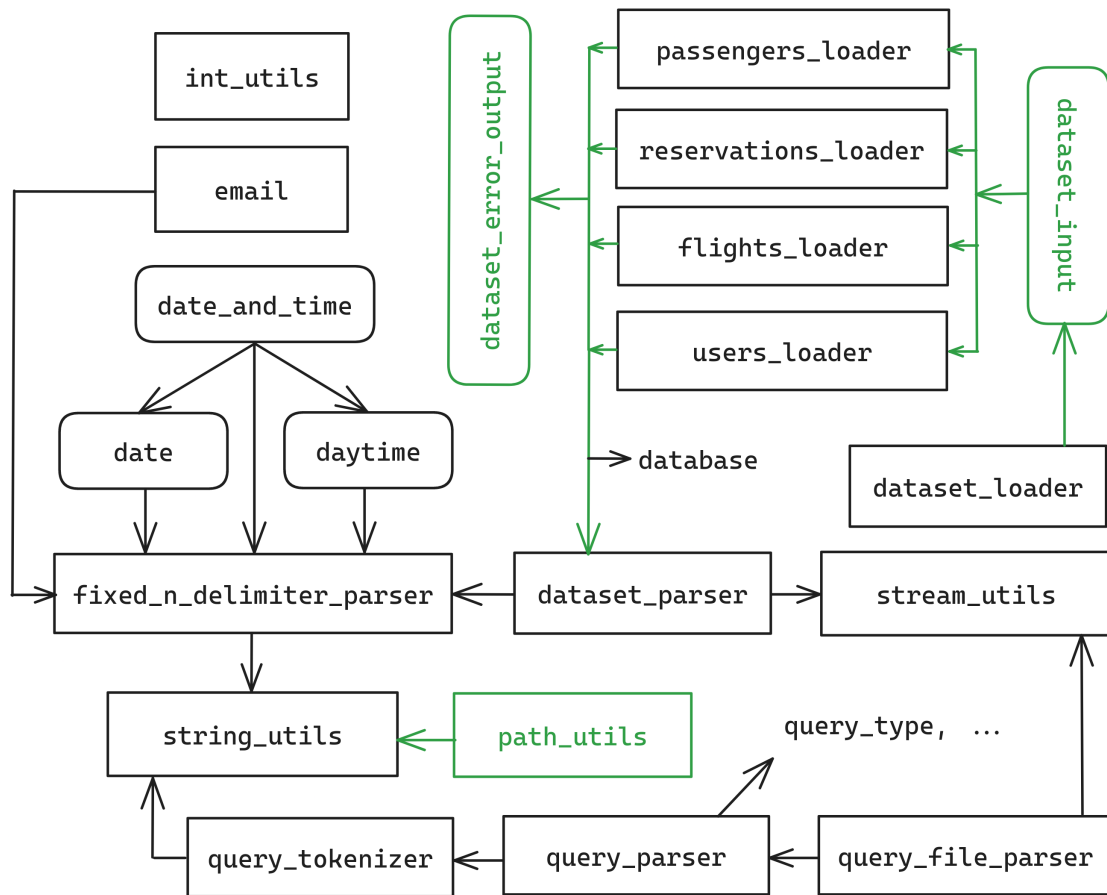 int_utils
email
date_and_time
date
daytime
dataset_error_output
passengers_loader
reservations_loader
flights_loader
users_loader
dataset_input
database
dataset_loader
fixed_n_delimiter_parser
dataset_parser
stream_utils
string_utils
path_utils
query_type, ...
query_tokenizer
query_parser
query_file_parser